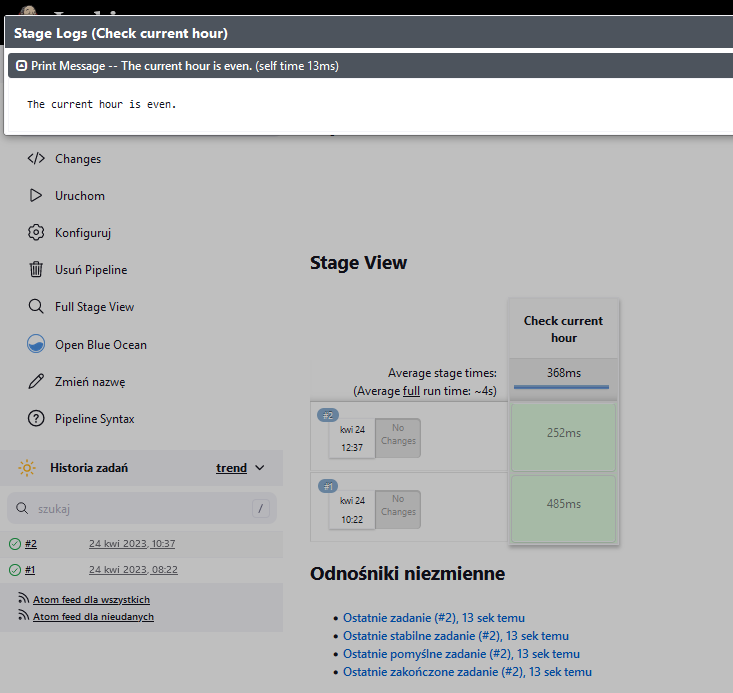 Stage Logs (Check current hour)
Print Message -- The current hour is even. (self time 13ms)
The current hour is even.
Changes
Uruchom
Konfiguruj
Usuń Pipeline
Full Stage View
Open Blue Ocean
Zmień nazwę
Pipeline Syntax
Historia zadań trend
szukaj /
#2 24 kwi 2023, 10:37
#1 24 kwi 2023, 08:22
Atom feed dla wszystkich
Atom feed dla nieudanych
Stage View
Check current
hour
Average stage times:
(Average full run time: ~4s)
368ms
#2
kwi 24
12:37
No
Changes
252ms
#1
kwi 24
10:22
No
Changes
485ms
Odnośniki niezmienne
Ostatnie zadanie (#2), 13 sek temu
Ostatnie stabilne zadanie (#2), 13 sek temu
Ostatnie pomyślne zadanie (#2), 13 sek temu
Ostatnie zakończone zadanie (#2), 13 sek temu